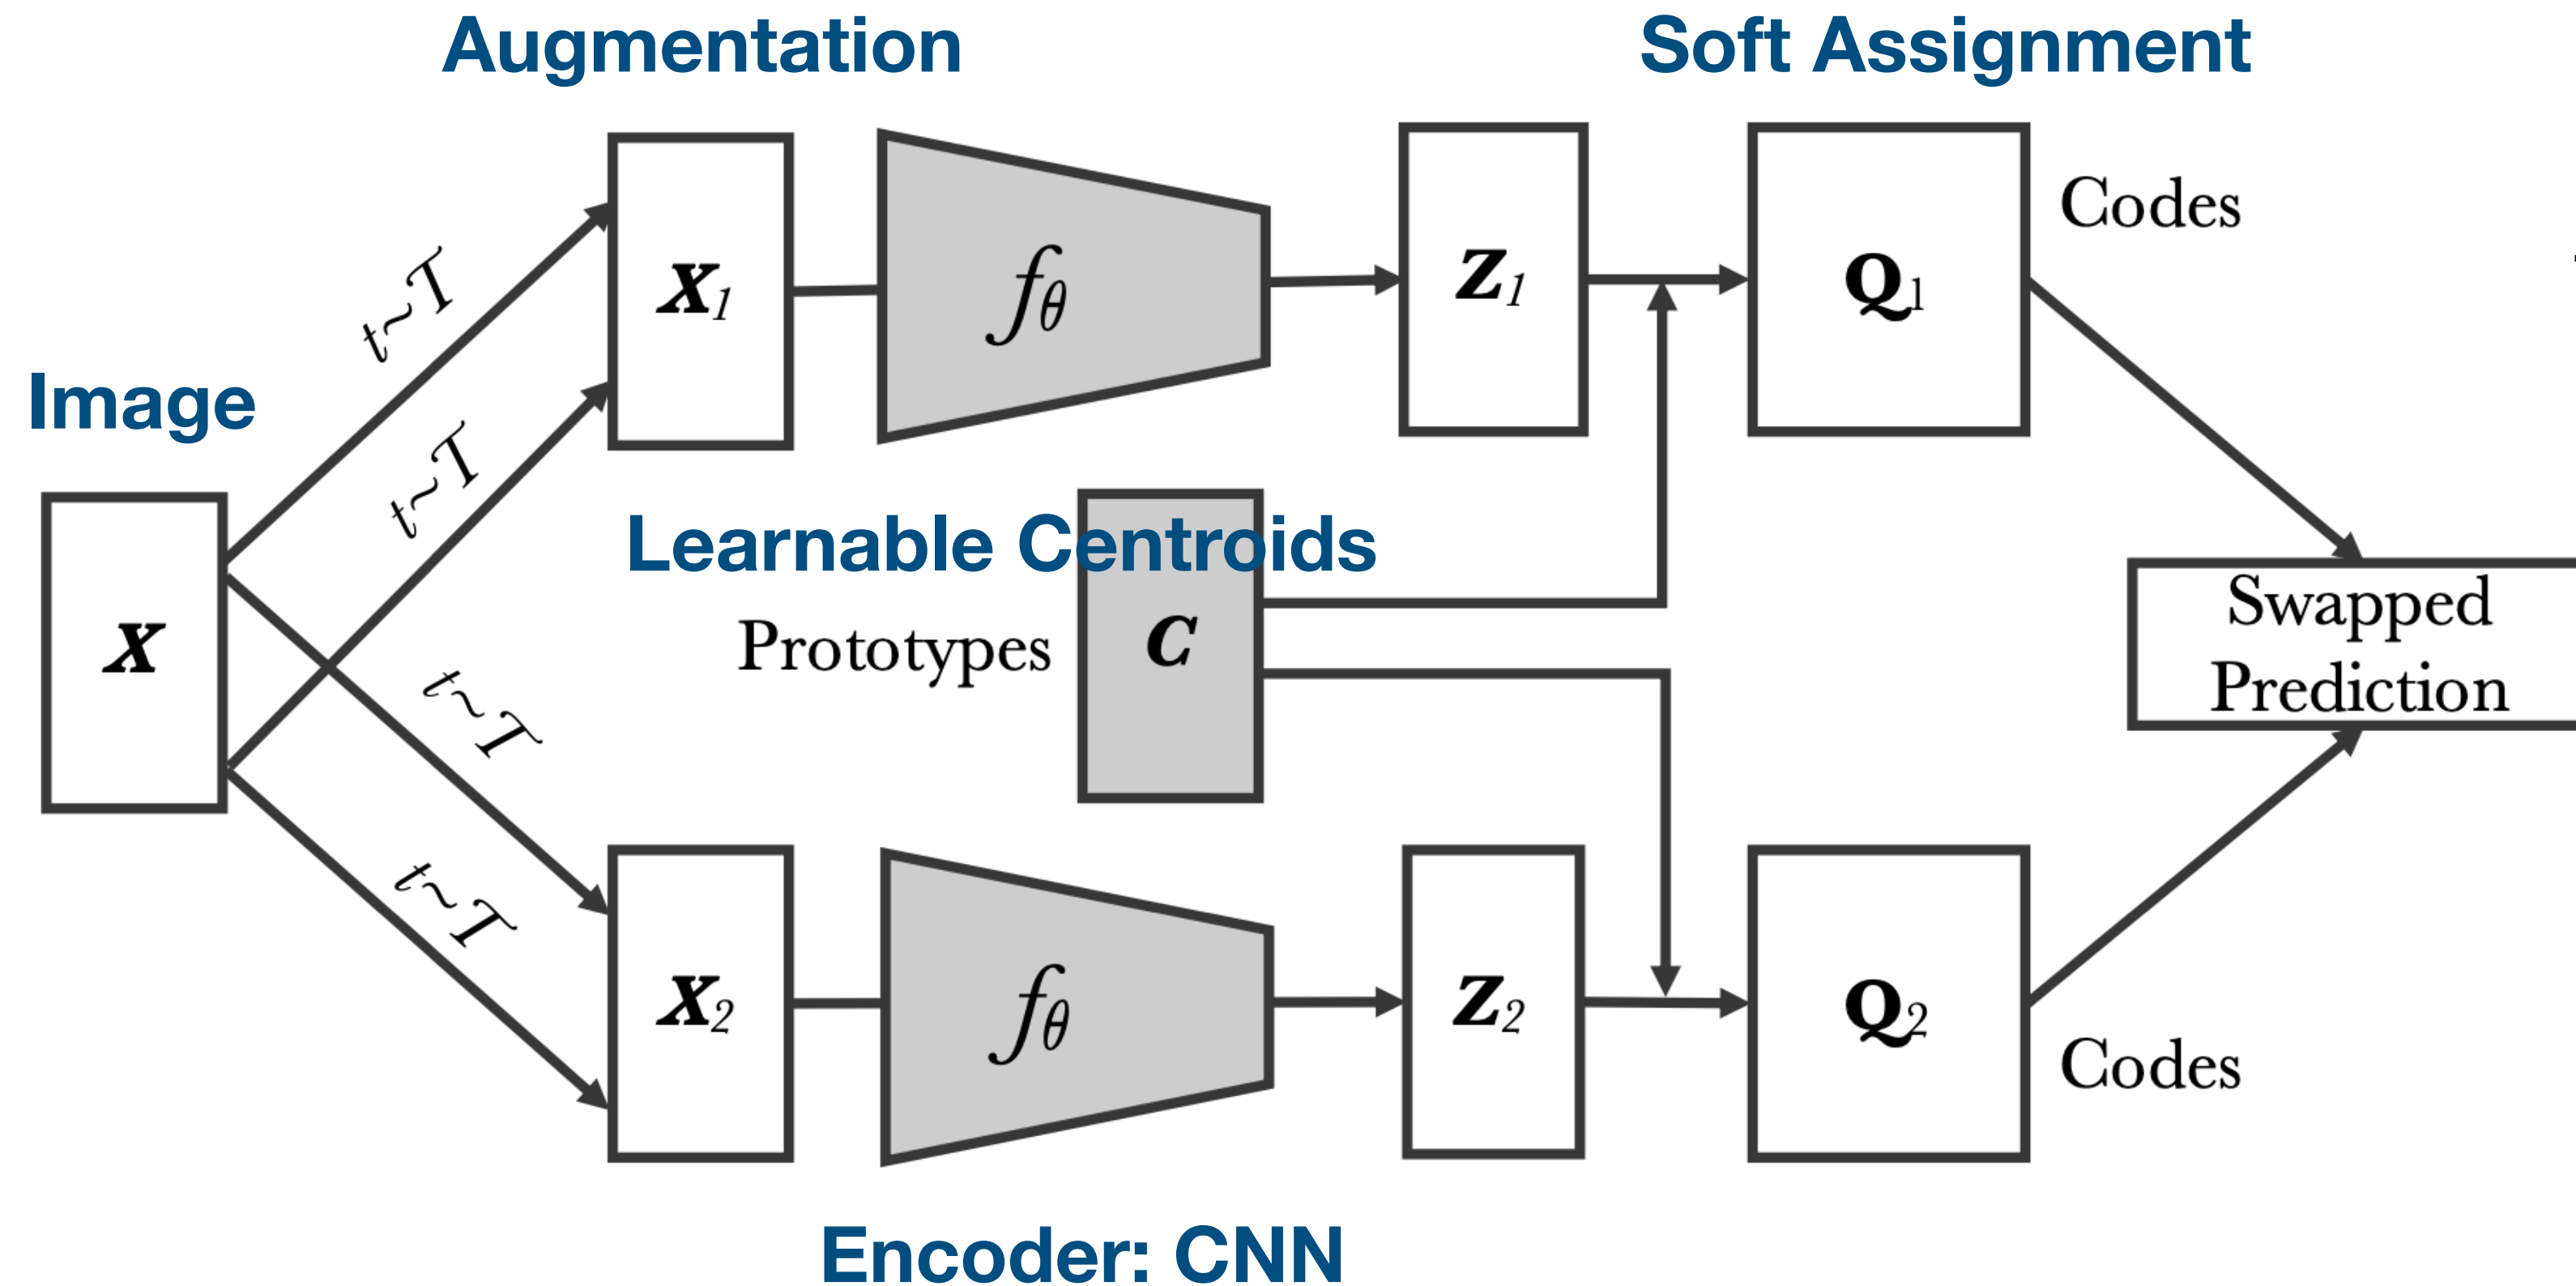 Augmentation
Soft Assignment
Image
t~𝒯
t~𝒯
t~𝒯
t~𝒯
x
x₁
fθ
z₁
Q₁
Codes
Learnable Centroids
Prototypes
C
Swapped
Prediction
x₂
fθ
z₂
Q₂
Codes
Encoder: CNN